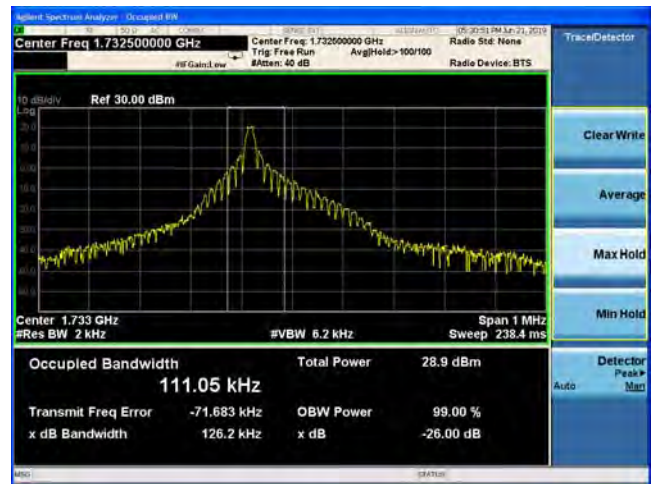 Agilent Spectrum Analyzer - Occupied BW
Center Freq 1.732500000 GHz
Center Freq: 1.732500000 GHz
Trig: Free Run
Avg|Hold:>100/100
#IFGain:Low
#Atten: 40 dB
05:30:51 PM Jun 21, 2019
Radio Std: None
Radio Device: BTS
Trace/Detector
10 dB/div
Ref 30.00 dBm
Log
Clear Write
Average
Max Hold
Min Hold
Center 1.733 GHz
Span 1 MHz
#Res BW 2 kHz
#VBW 6.2 kHz
Sweep 238.4 ms
Occupied Bandwidth
Total Power
28.9 dBm
111.05 kHz
Transmit Freq Error
-71.683 kHz
OBW Power
99.00 %
x dB Bandwidth
126.2 kHz
x dB
-26.00 dB
Detector
Peak▶
Auto
Man
MSG
STATUS